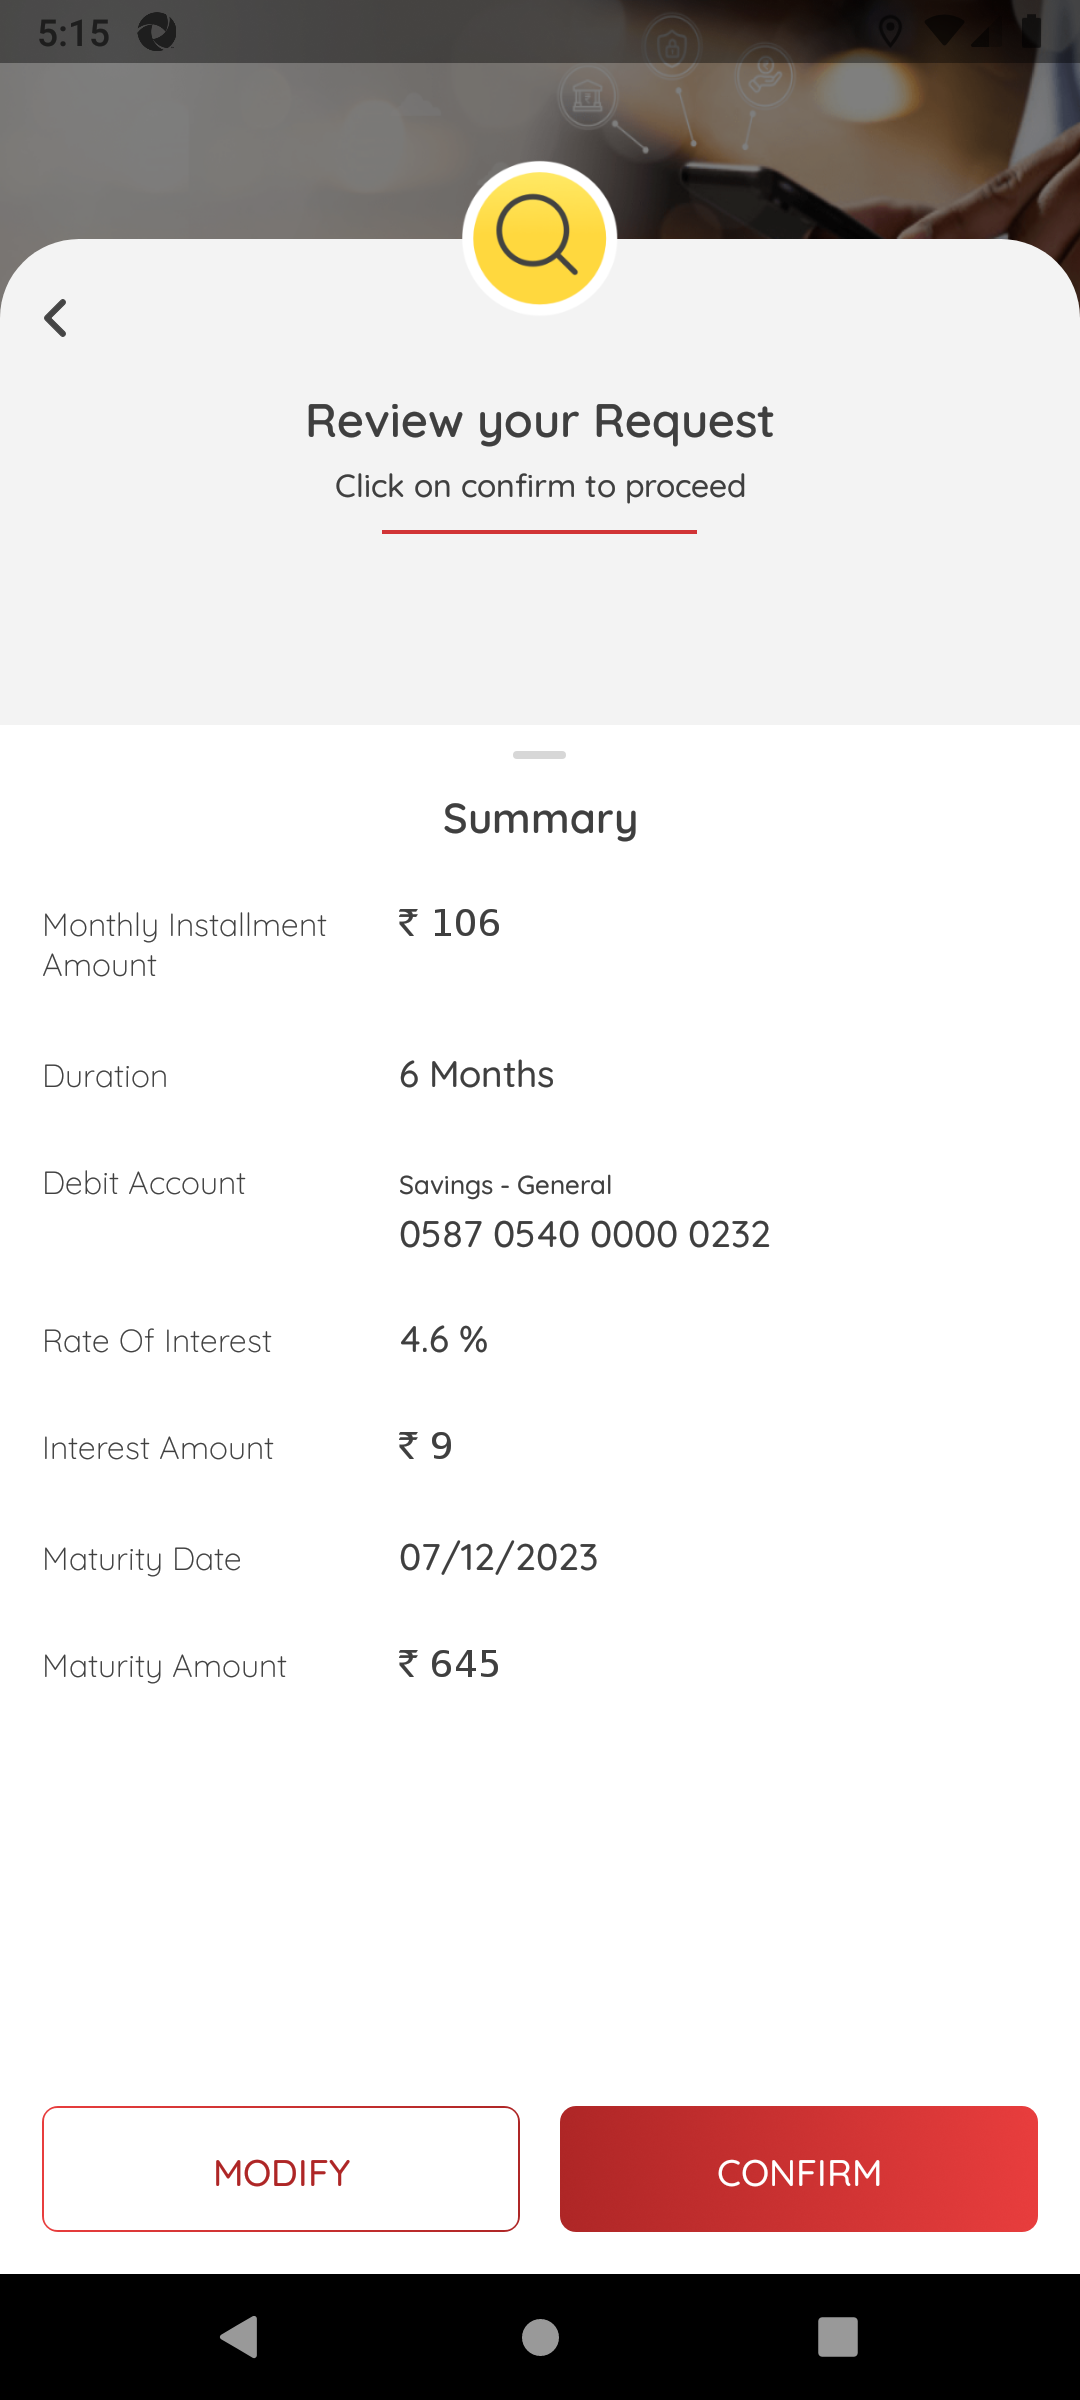 5:15
Review your Request
Click on confirm to proceed
Summary
Monthly Installment
Amount
₹ 106
Duration
6 Months
Debit Account
Savings - General
0587 0540 0000 0232
Rate Of Interest
4.6 %
Interest Amount
₹ 9
Maturity Date
07/12/2023
Maturity Amount
₹ 645
MODIFY
CONFIRM